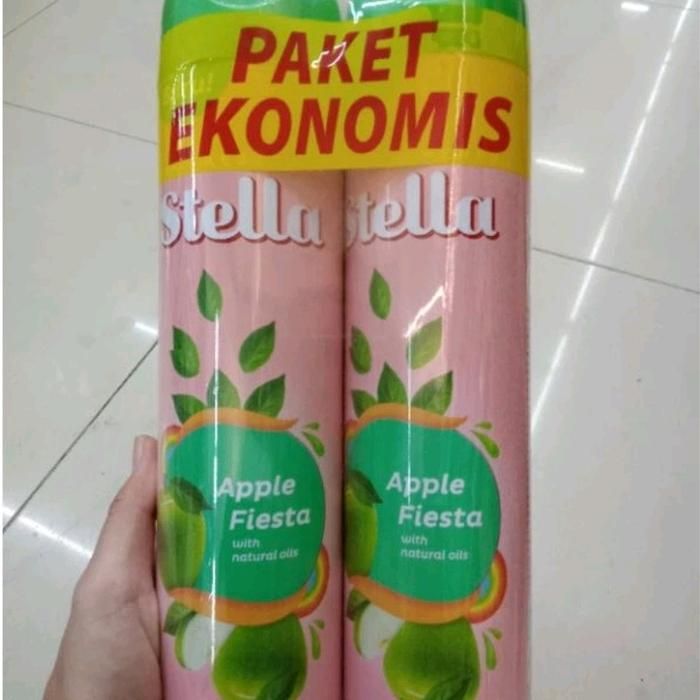 PAKET
EKONOMIS
Stella
Stella
Apple
Fiesta
with
natural oils
Apple
Fiesta
with
natural oils